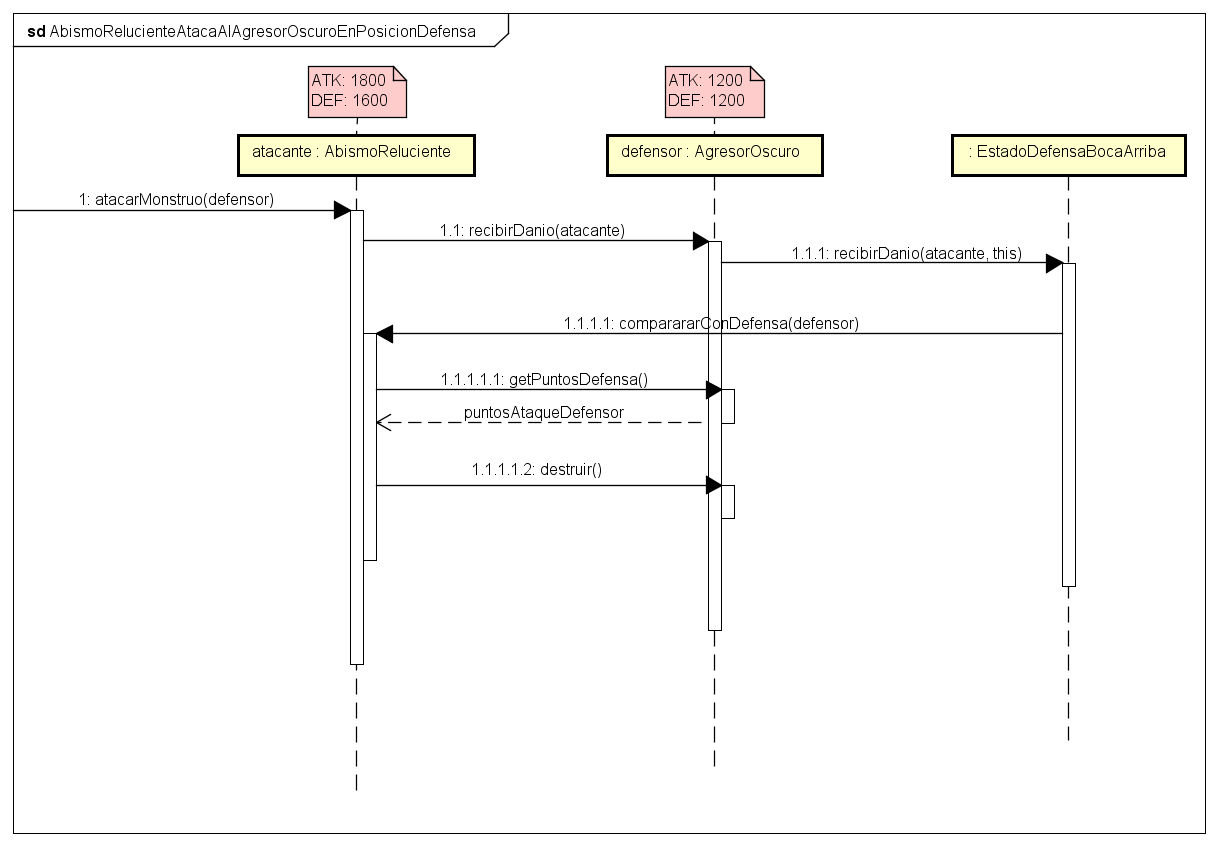 sd AbismoRelucienteAtacaAlAgresorOscuroEnPosicionDefensa
ATK: 1800
DEF: 1600
ATK: 1200
DEF: 1200
atacante : AbismoReluciente
defensor : AgresorOscuro
: EstadoDefensaBocaArriba
1: atacarMonstruo(defensor)
1.1: recibirDanio(atacante)
1.1.1: recibirDanio(atacante, this)
1.1.1.1: compararar​ConDefensa(defensor)
1.1.1.1.1: getPuntosDefensa()
puntosAtaqueDefensor
1.1.1.1.2: destruir()